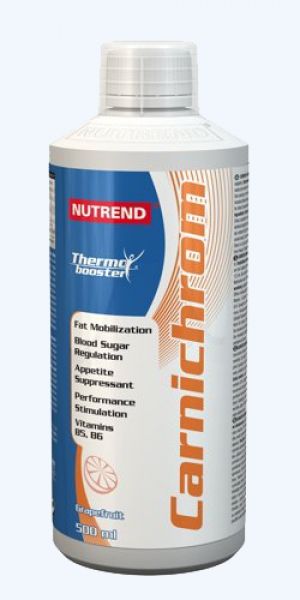 NUTREND
Thermo
booster
Fat Mobilization
Blood Sugar
Regulation
Appetite
Suppressant
Performance
Stimulation
Vitamins
B5, B6
Grapefruit
500 ml
Carnichrom